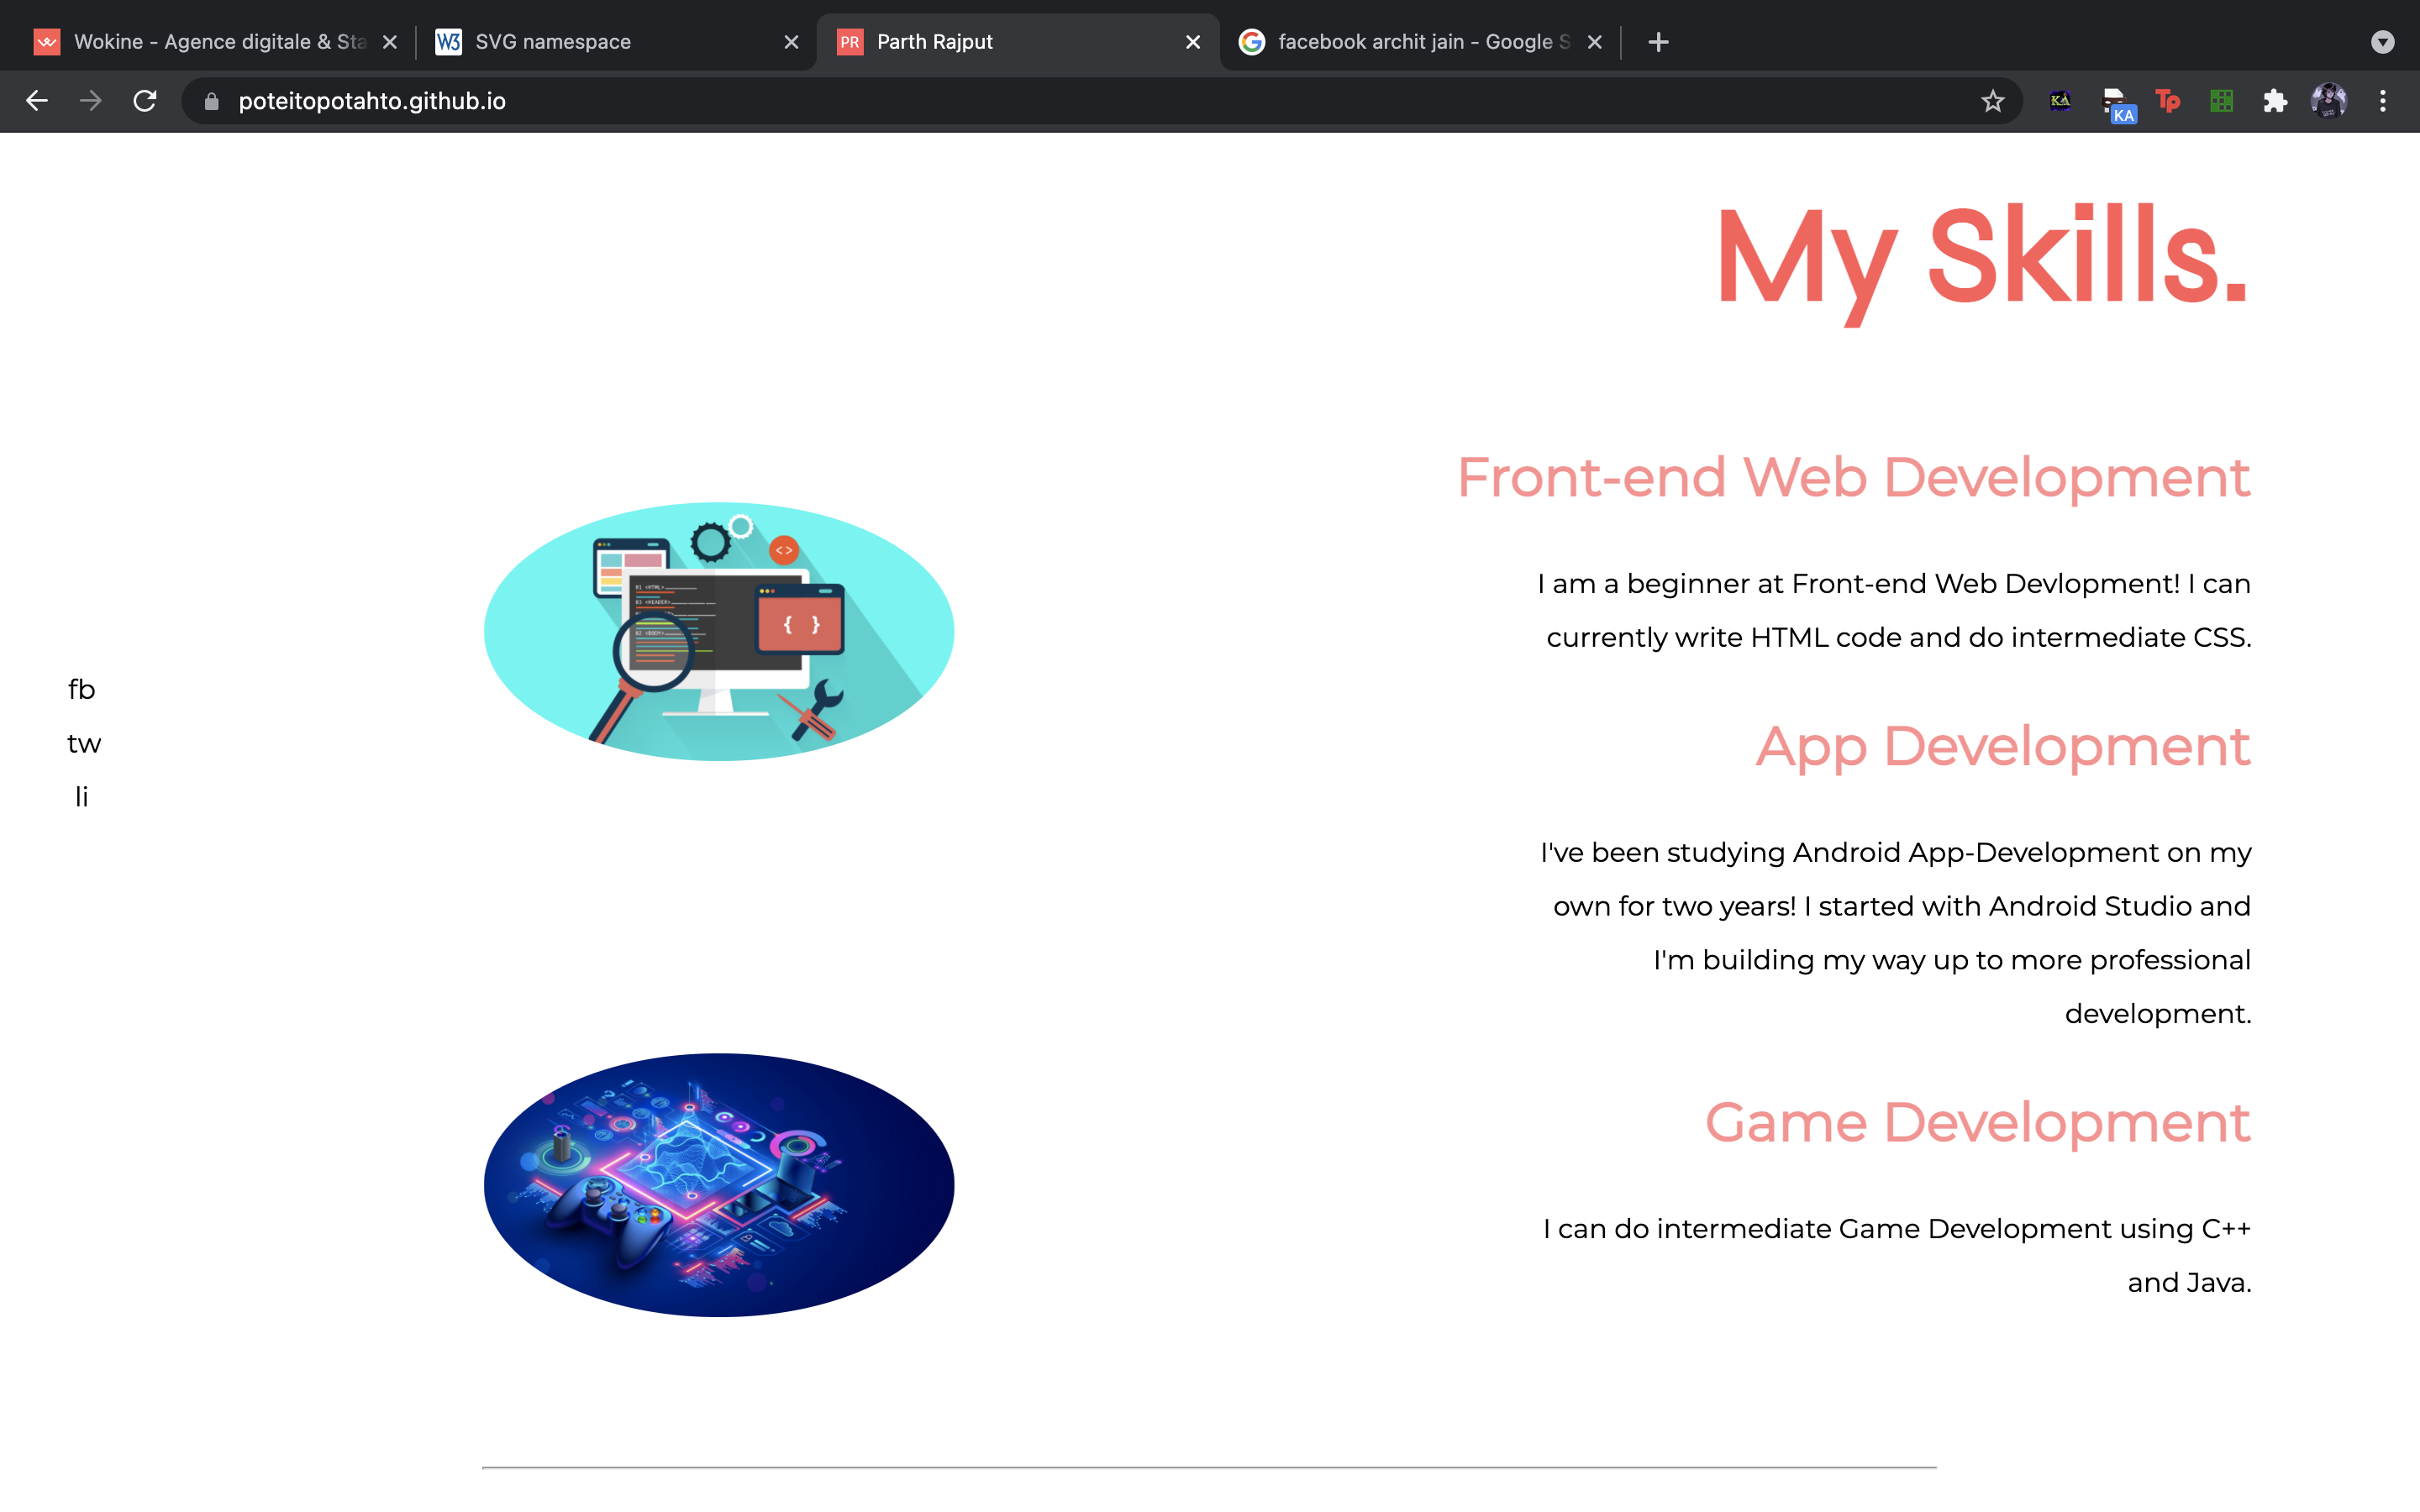 Wokine - Agence digitale & Sta
SVG namespace
PR
Parth Rajput
facebook archit jain - Google S
poteitopotahto.github.io
KA
KA
Tp
My Skills.
Front-end Web Development
I am a beginner at Front-end Web Devlopment! I can
currently write HTML code and do intermediate CSS.
fb
tw
li
App Development
I've been studying Android App-Development on my
own for two years! I started with Android Studio and
I'm building my way up to more professional
development.
Game Development
I can do intermediate Game Development using C++
and Java.
< >
{ }